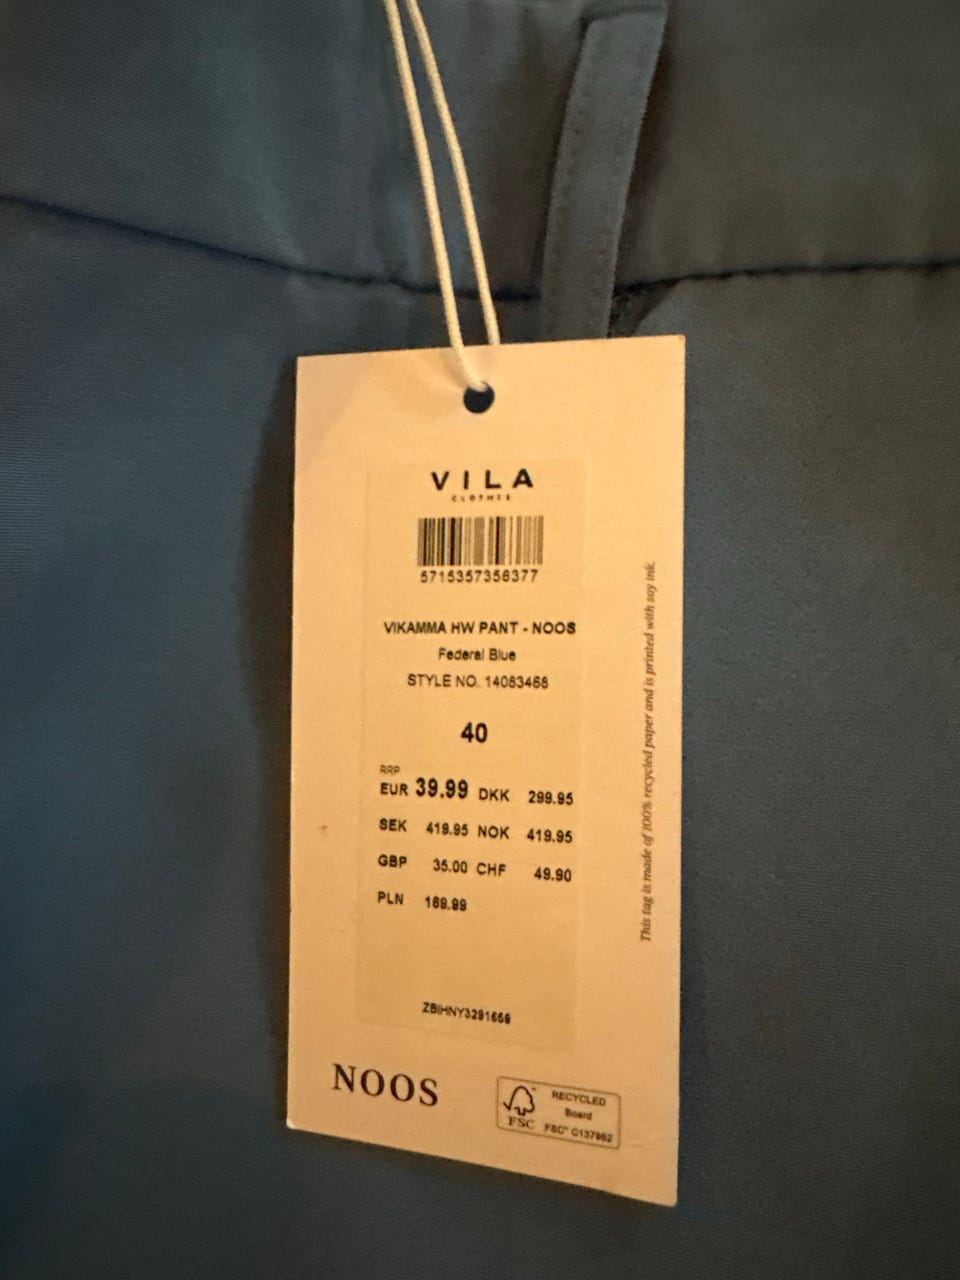 VILA
CLOTHES
5715357356377
VIKAMMA HW PANT - NOOS
Federal Blue
STYLE NO. 14083468
40
RRP
EUR 39.99 DKK 299.95
SEK 419.95 NOK 419.95
GBP 35.00 CHF 49.90
PLN 169.99
ZBIHNY3291656
NOOS
FSC
RECYCLED
Board
FSC® C137982
This tag is made of 100% recycled paper and is printed with soy ink.